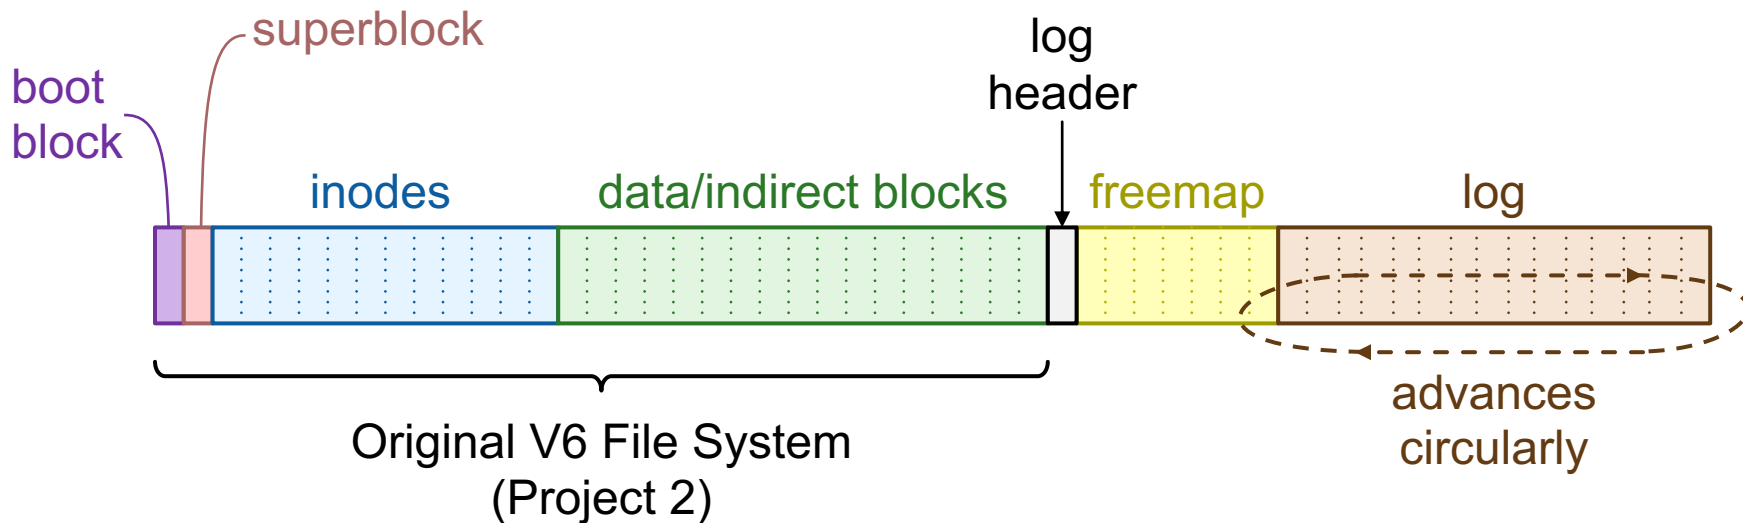 superblock
boot
block
log
header
inodes
data/indirect blocks
freemap
log
Original V6 File System
(Project 2)
advances
circularly